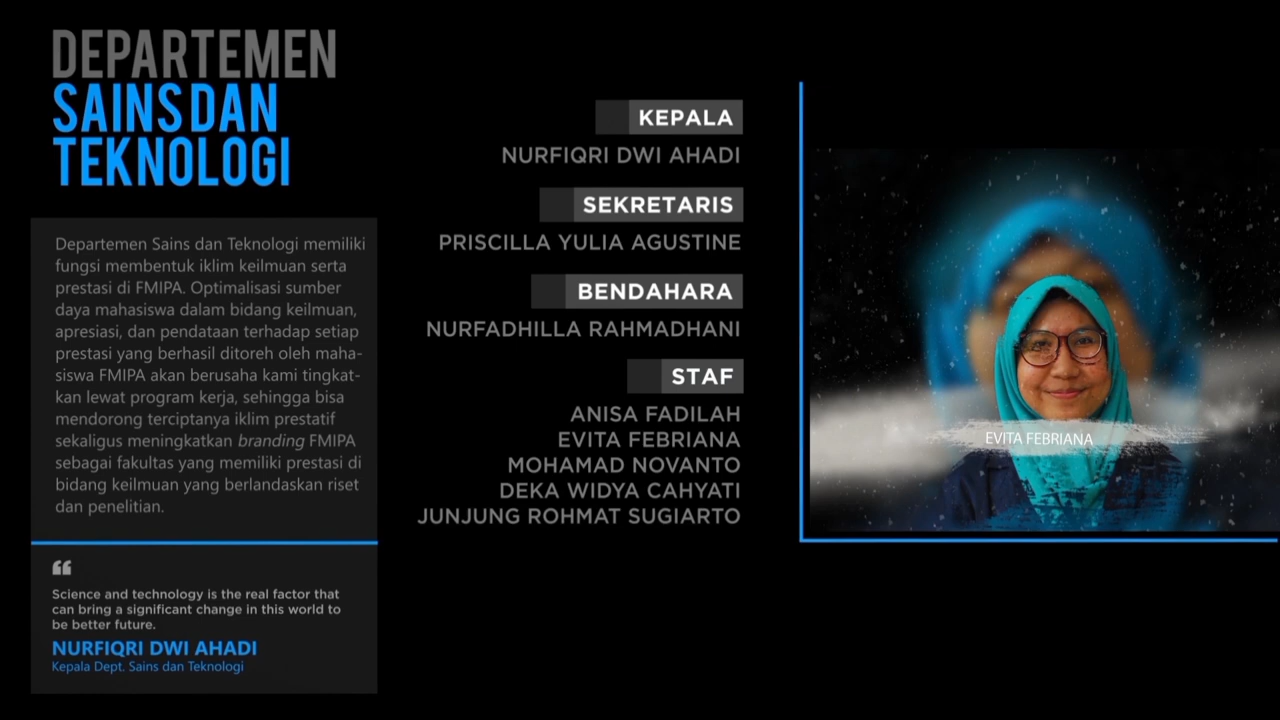 DEPARTEMEN
SAINS DAN
TEKNOLOGI
Departemen Sains dan Teknologi memiliki
fungsi membentuk iklim keilmuan serta
prestasi di FMIPA. Optimalisasi sumber
daya mahasiswa dalam bidang keilmuan,
apresiasi, dan pendataan terhadap setiap
prestasi yang berhasil ditoreh oleh maha-
siswa FMIPA akan berusaha kami tingkat-
kan lewat program kerja, sehingga bisa
mendorong terciptanya iklim prestatif
sekaligus meningkatkan branding FMIPA
sebagai fakultas yang memiliki prestasi di
bidang keilmuan yang berlandaskan riset
dan penelitian.
“
Science and technology is the real factor that
can bring a significant change in this world to
be better future.
NURFIQRI DWI AHADI
Kepala Dept. Sains dan Teknologi
KEPALA
NURFIQRI DWI AHADI
SEKRETARIS
PRISCILLA YULIA AGUSTINE
BENDAHARA
NURFADHILLA RAHMADHANI
STAF
ANISA FADILAH
EVITA FEBRIANA
MOHAMAD NOVANTO
DEKA WIDYA CAHYATI
JUNJUNG ROHMAT SUGIARTO
EVITA FEBRIANA